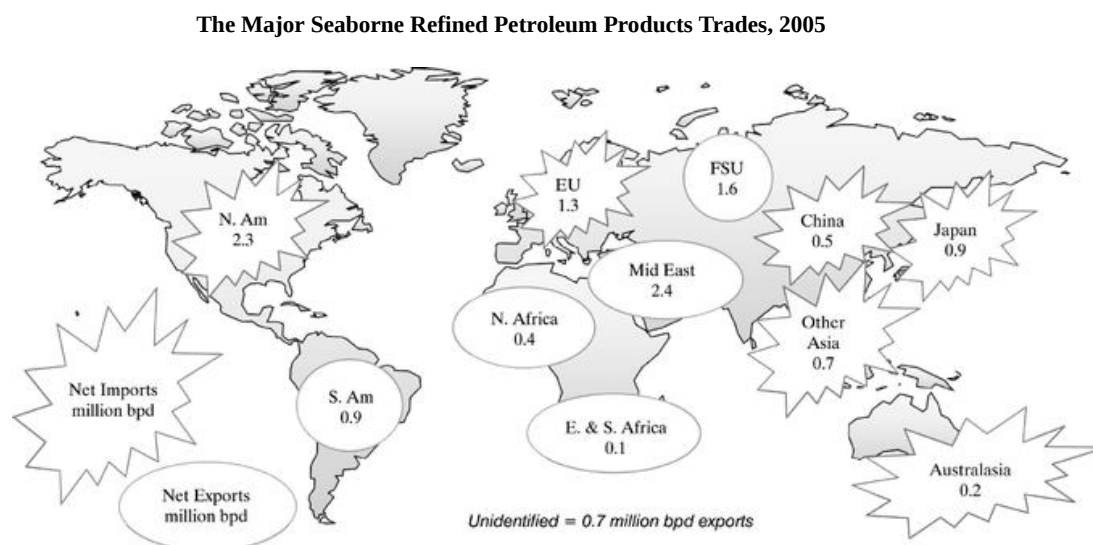 The Major Seaborne Refined Petroleum Products Trades, 2005
FSU
1.6
EU
1.3
N. Am
2.3
China
0.5
Japan
0.9
Mid East
2.4
N. Africa
0.4
Other
Asia
0.7
Net Imports
million bpd
S. Am
0.9
E. & S. Africa
0.1
Australasia
0.2
Net Exports
million bpd
Unidentified = 0.7 million bpd exports